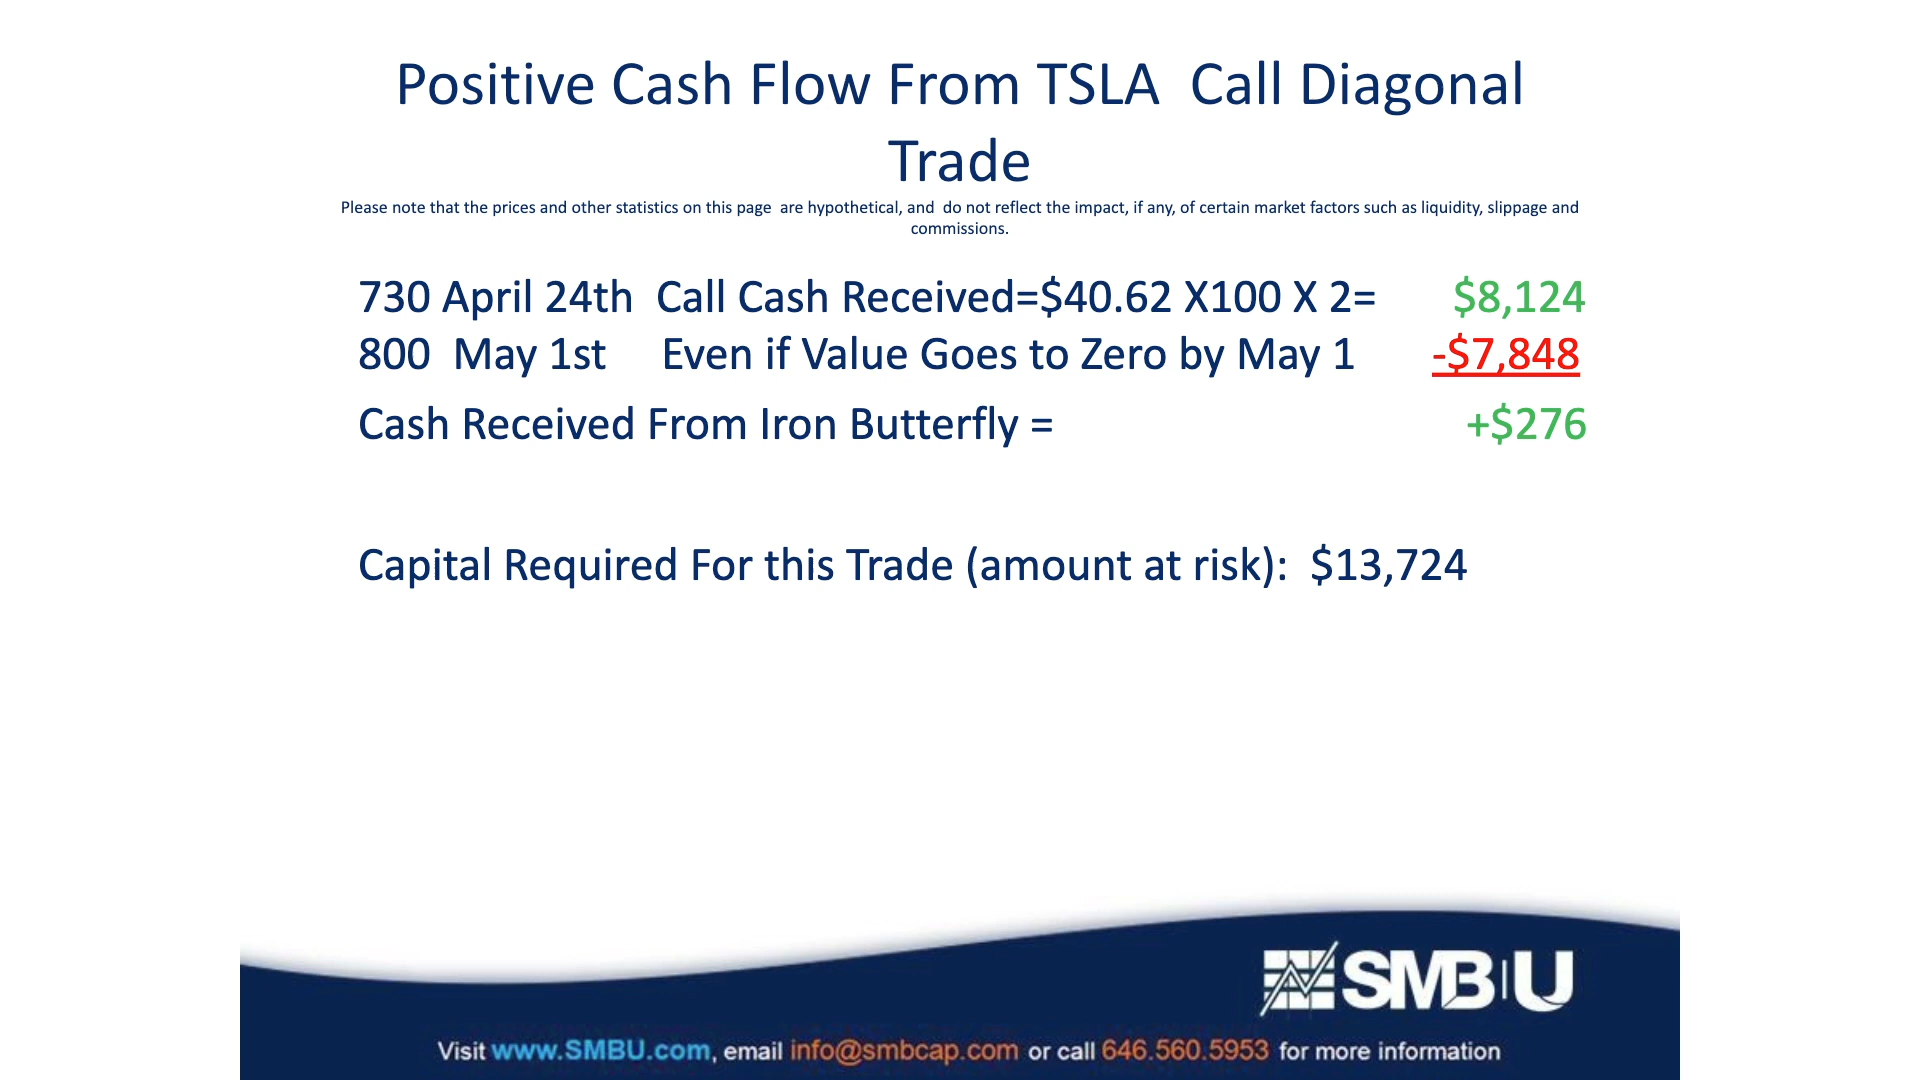 Positive Cash Flow From TSLA  Call Diagonal
Trade
Please note that the prices and other statistics on this page  are hypothetical, and  do not reflect the impact, if any, of certain market factors such as liquidity, slippage and
commissions.
730 April 24th  Call Cash Received=$40.62 X100 X 2= $8,124
800  May 1st  Even if Value Goes to Zero by May 1 -$7,848
Cash Received From Iron Butterfly = +$276
Capital Required For this Trade (amount at risk):  $13,724
SMB|U
Visit www.SMBU.com, email info@smbcap.com or call 646.560.5953 for more information